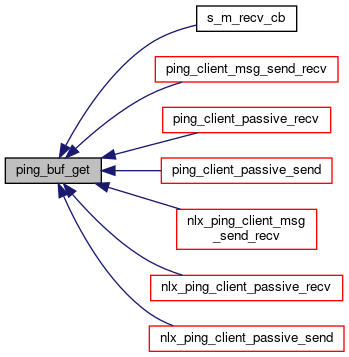 s_m_recv_cb
ping_client_msg_send_recv
ping_client_passive_recv
ping_buf_get
ping_client_passive_send
nlx_ping_client_msg
_send_recv
nlx_ping_client_passive_recv
nlx_ping_client_passive_send